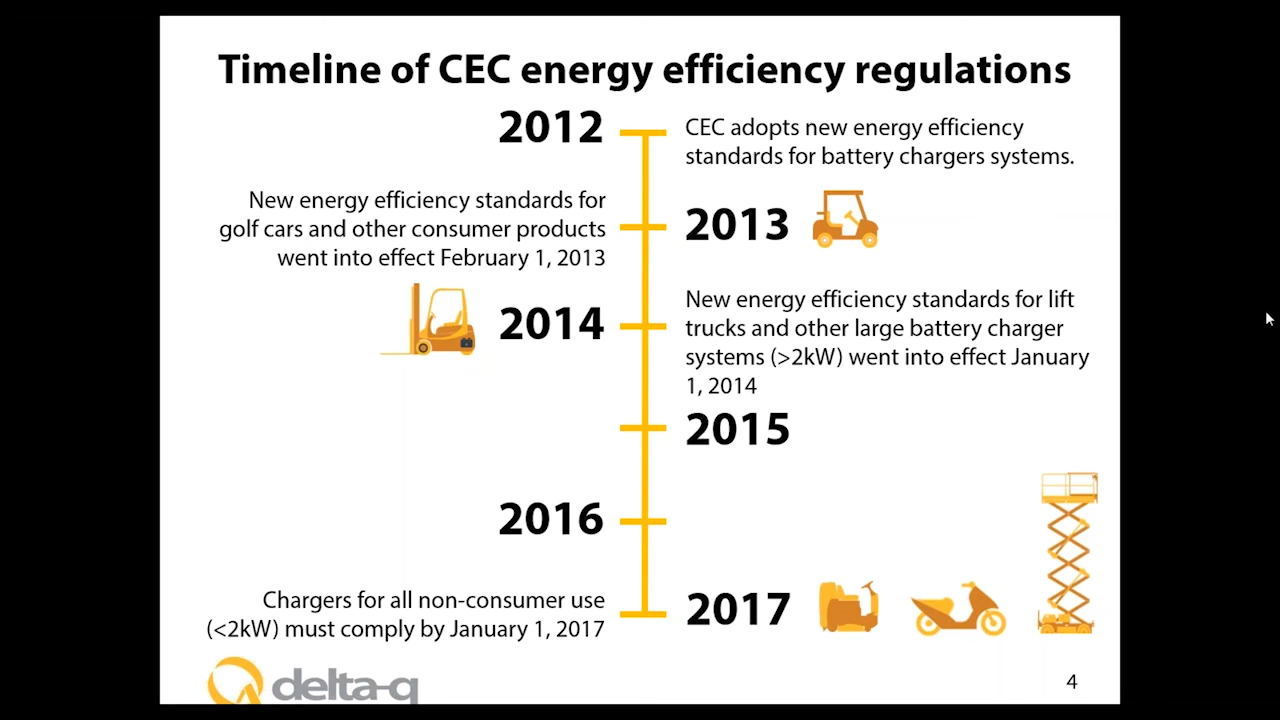 Timeline of CEC energy efficiency regulations
2012
CEC adopts new energy efficiency
standards for battery chargers systems.
New energy efficiency standards for
golf cars and other consumer products
went into effect February 1, 2013
2013
2014
New energy efficiency standards for lift
trucks and other large battery charger
systems (>2kW) went into effect January
1, 2014
2015
2016
Chargers for all non-consumer use
(<2kW) must comply by January 1, 2017
2017
delta-q
4